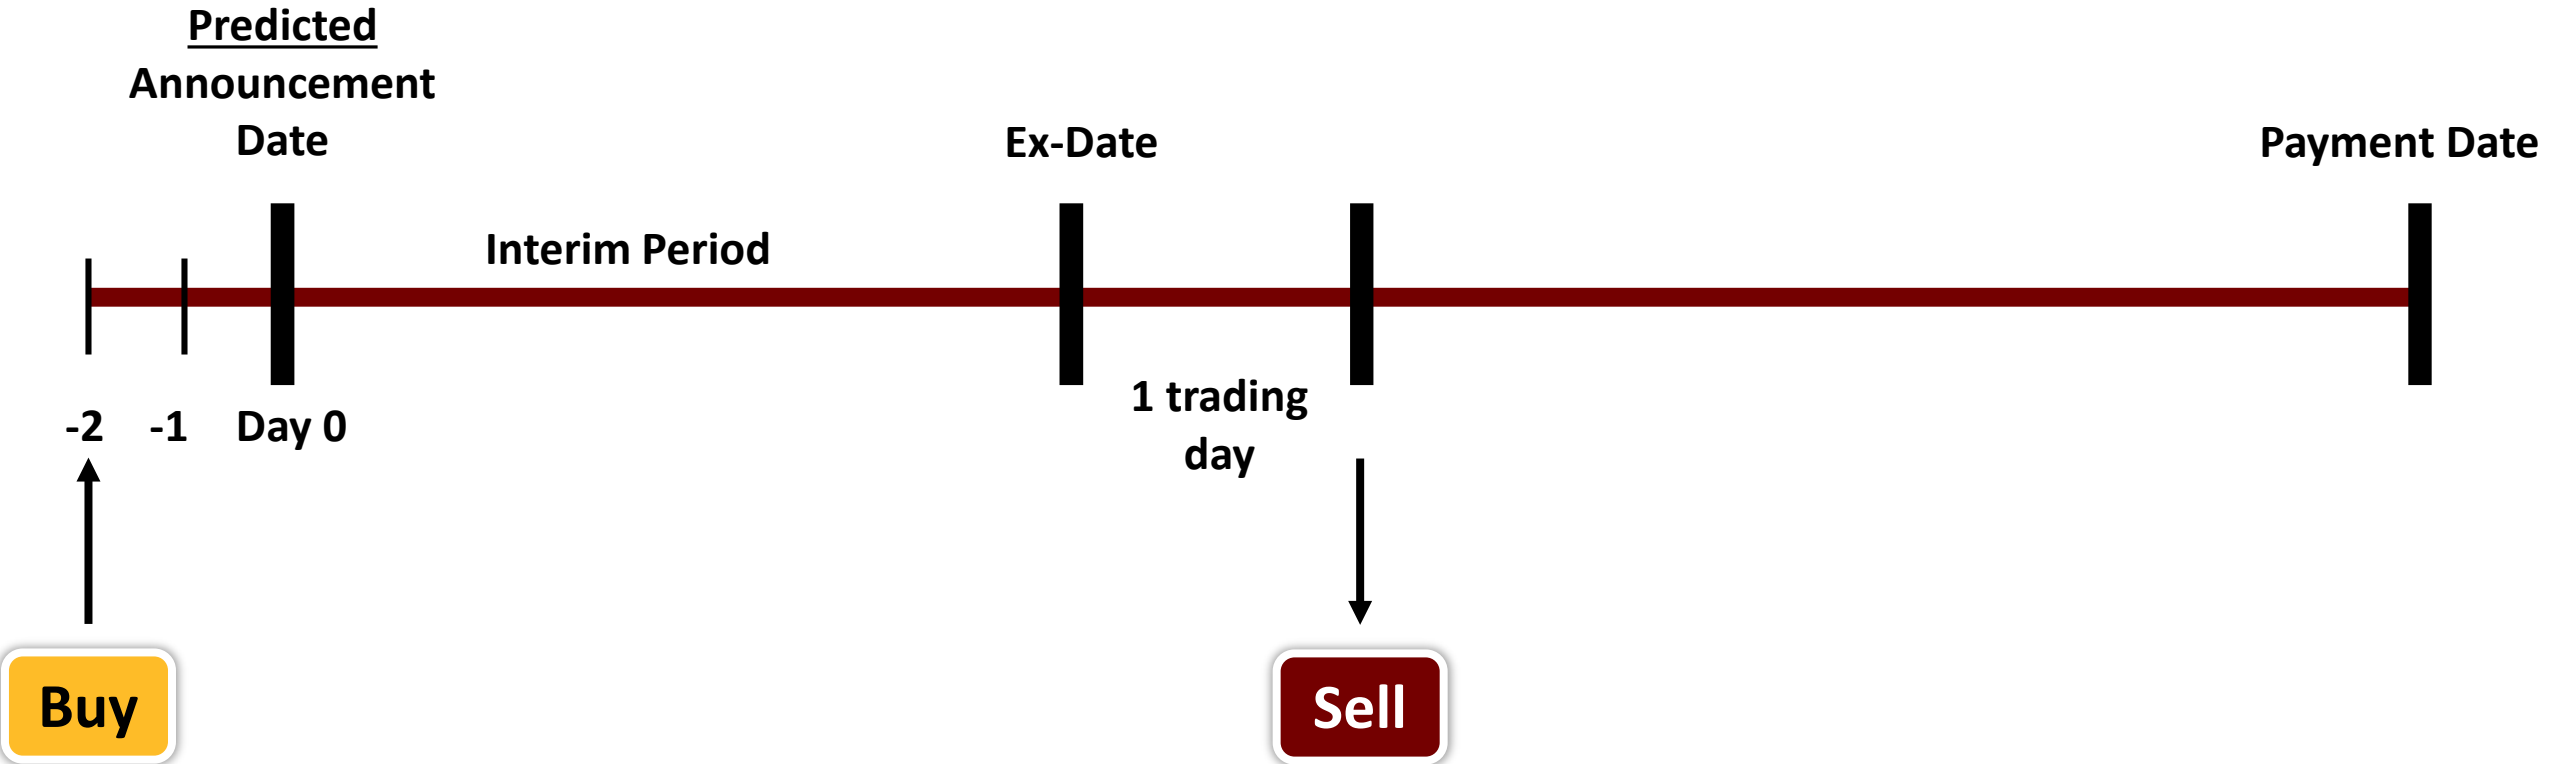 Predicted
Announcement
Date
Ex-Date
Payment Date
Interim Period
1 trading
day
-2
-1
Day 0
Buy
Sell